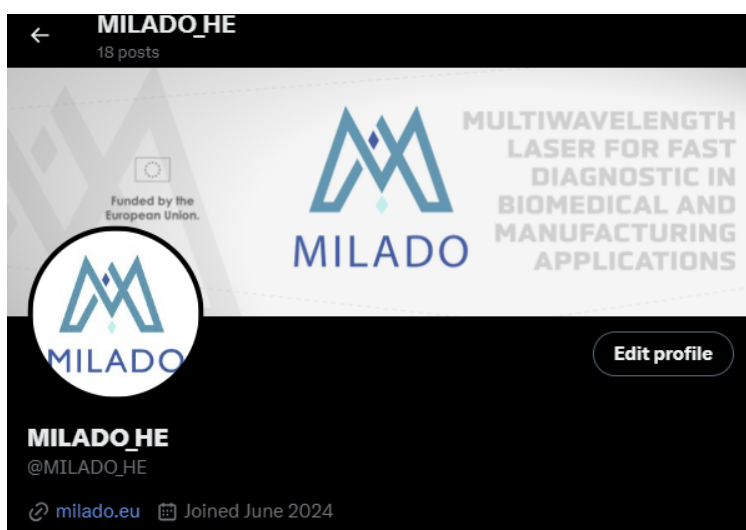 MILADO_HE
18 posts
Funded by the
European Union.
MILADO
MULTIWAVELENGTH
LASER FOR FAST
DIAGNOSTIC IN
BIOMEDICAL AND
MANUFACTURING
APPLICATIONS
MILADO
Edit profile
MILADO_HE
@MILADO_HE
milado.eu Joined June 2024